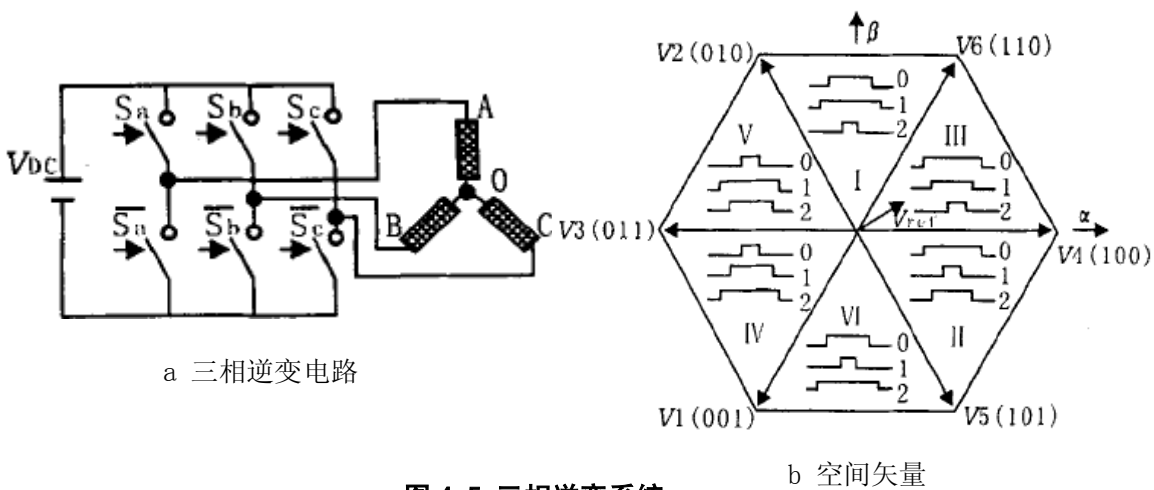 Sa Sb Sc
A
VDC
O
S̅a S̅b S̅c
B
C
a 三相逆变电路
β
V2(010)
V6(110)
0
1
2
V
0
1
2
III
0
1
2
I
Vref
V3(011)
α
V4(100)
0
1
2
0
1
2
IV
VI
0
1
2
II
V1(001)
V5(101)
b 空间矢量